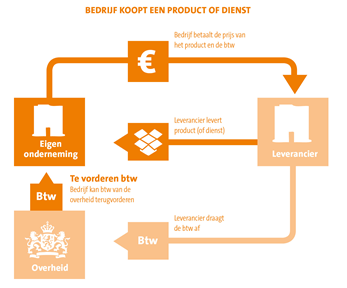 BEDRIJF KOOPT EEN PRODUCT OF DIENST
Bedrijf betaalt de prijs van
het product en de btw
€
Eigen
onderneming
Leverancier levert
product (of dienst)
Leverancier
Te vorderen btw
Bedrijf kan btw van de
overheid terugvorderen
Btw
Leverancier draagt
de btw af
Btw
Overheid